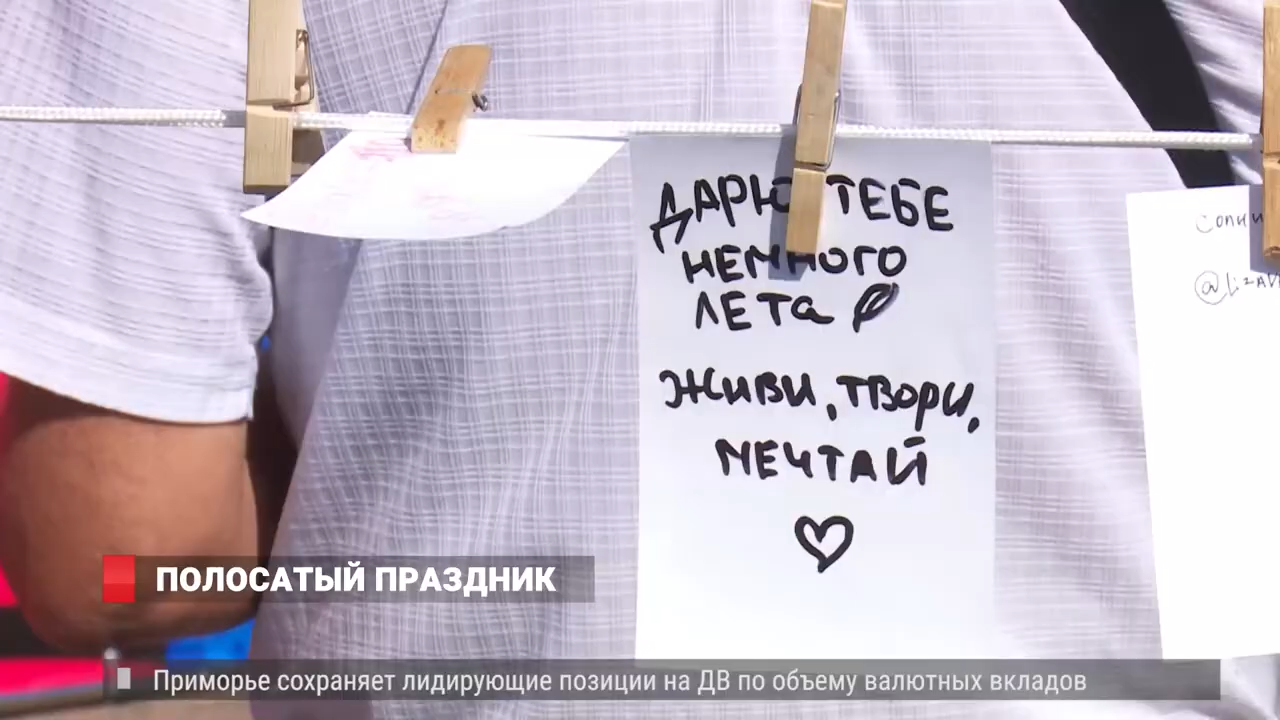 ДАРЮ ТЕБЕ
НЕМНОГО
ЛЕТА
ЖИВИ, ТВОРИ,
МЕЧТАЙ
ПОЛОСАТЫЙ ПРАЗДНИК
Приморье сохраняет лидирующие позиции на ДВ по объему валютных вкладов